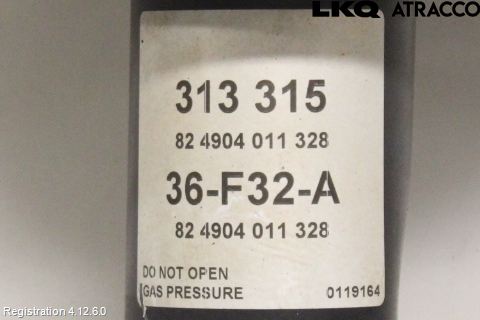 LKQ ATRACCO
313 315
82 4904 011 328
36-F32-A
82 4904 011 328
DO NOT OPEN
GAS PRESSURE 0119164
Registration 4.12.6.0